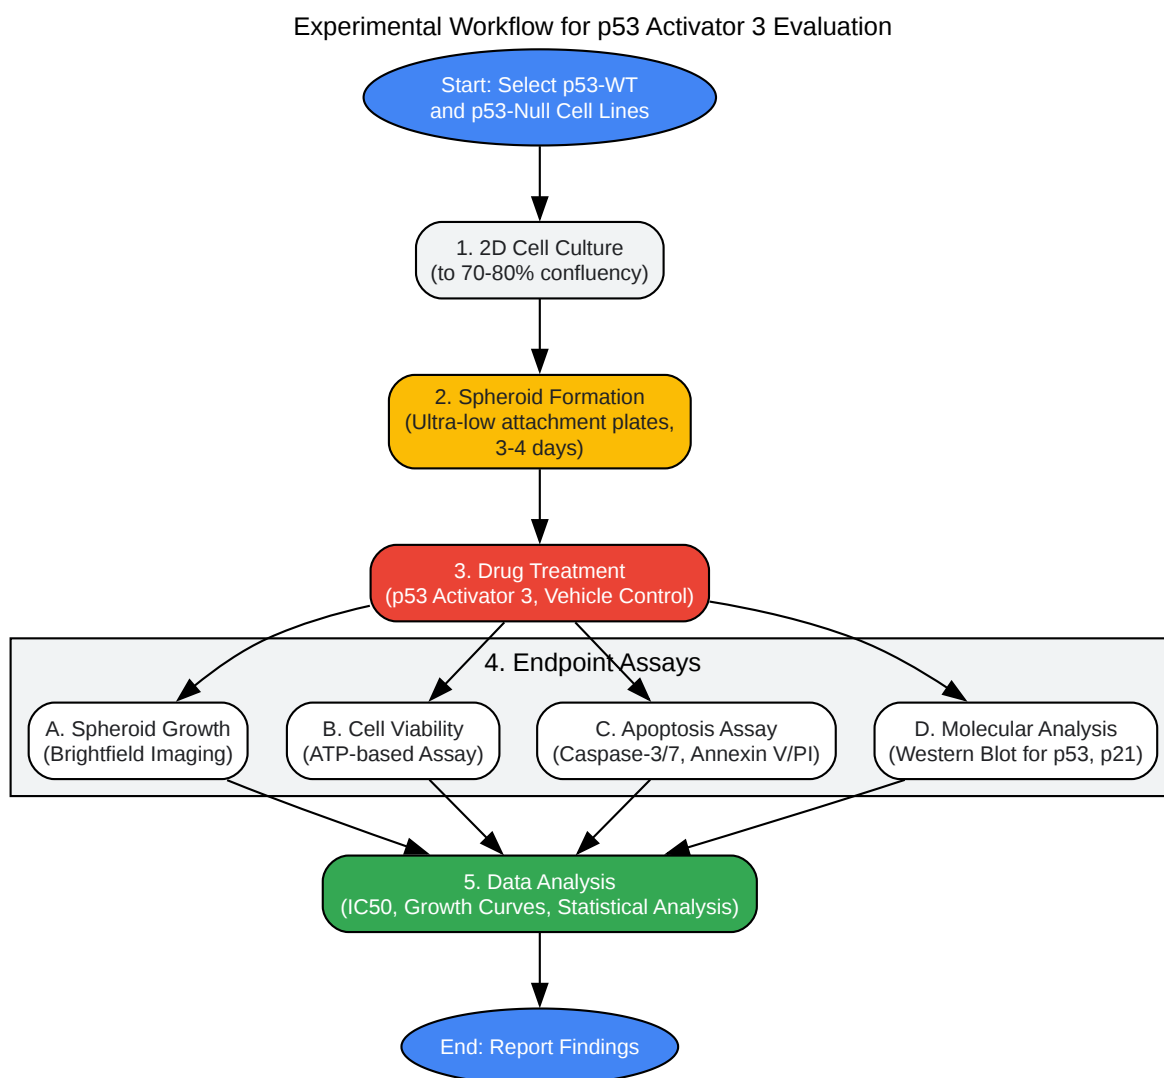 Experimental Workflow for p53 Activator 3 Evaluation
Start: Select p53-WT
and p53-Null Cell Lines
1. 2D Cell Culture
(to 70-80% confluency)
2. Spheroid Formation
(Ultra-low attachment plates,
3-4 days)
3. Drug Treatment
(p53 Activator 3, Vehicle Control)
4. Endpoint Assays
A. Spheroid Growth
(Brightfield Imaging)
B. Cell Viability
(ATP-based Assay)
C. Apoptosis Assay
(Caspase-3/7, Annexin V/PI)
D. Molecular Analysis
(Western Blot for p53, p21)
5. Data Analysis
(IC50, Growth Curves, Statistical Analysis)
End: Report Findings